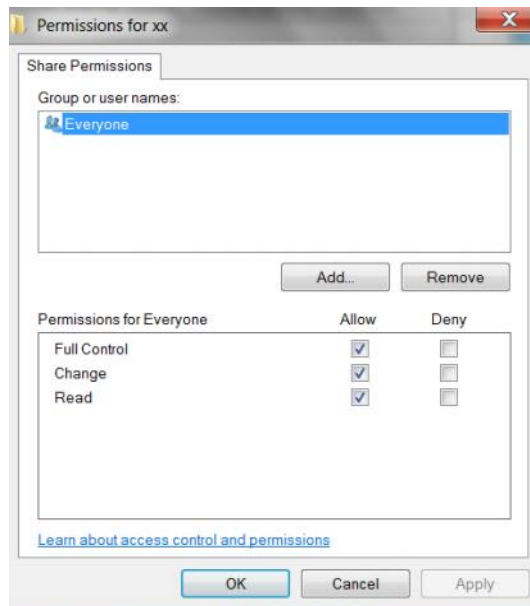 Permissions for xx
Share Permissions
Group or user names:
Everyone
Add... Remove
Permissions for Everyone Allow Deny
Full Control
Change
Read
Learn about access control and permissions
OK Cancel Apply